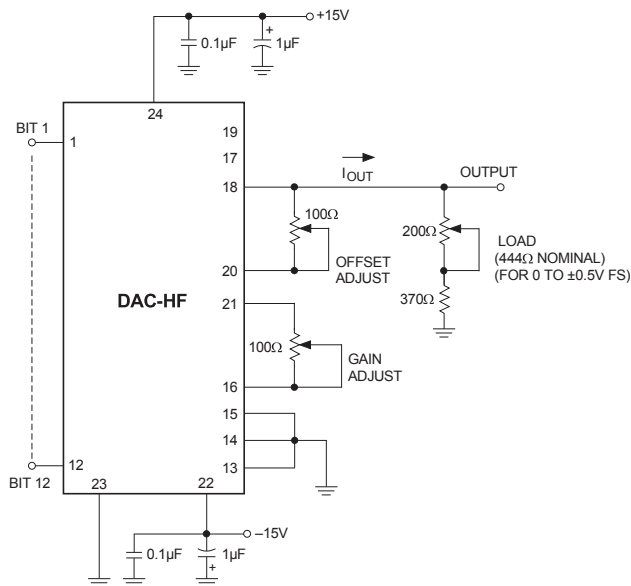 +15V
0.1µF
+
1µF
24
BIT 1
1
19
17
18
I OUT
OUTPUT
100Ω
OFFSET
ADJUST
200Ω
LOAD
(444Ω NOMINAL)
(FOR 0 TO ±0.5V FS)
370Ω
20
DAC-HF
21
100Ω
GAIN
ADJUST
16
15
14
13
12
BIT 12
23
22
–15V
0.1µF
1µF
+